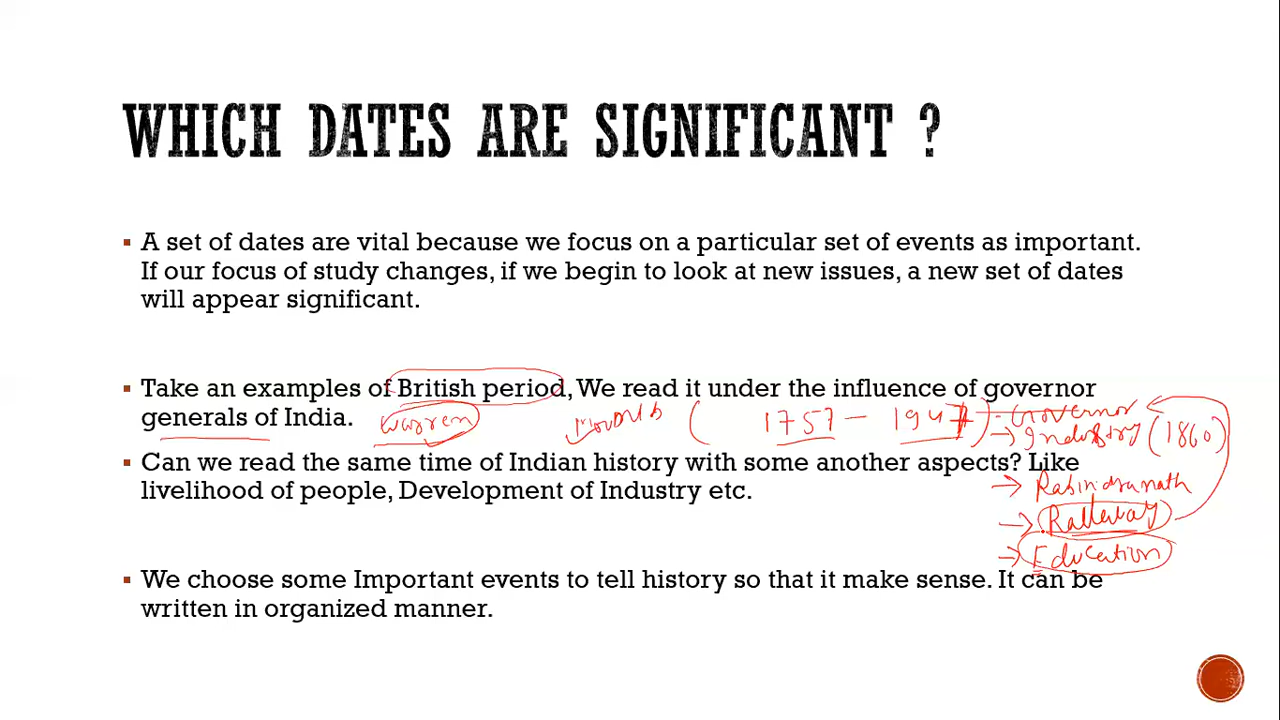 WHICH DATES ARE SIGNIFICANT ?
▪ A set of dates are vital because we focus on a particular set of events as important.
If our focus of study changes, if we begin to look at new issues, a new set of dates
will appear significant.
▪ Take an examples of British period, We read it under the influence of governor
generals of India. Warren ( 1757 - 1947 ) - Governor
→ Industry (1860)
▪ Can we read the same time of Indian history with some another aspects? Like
livelihood of people, Development of Industry etc.
→ Rabindranath
→ Railway
→ Education
▪ We choose some Important events to tell history so that it make sense. It can be
written in organized manner.